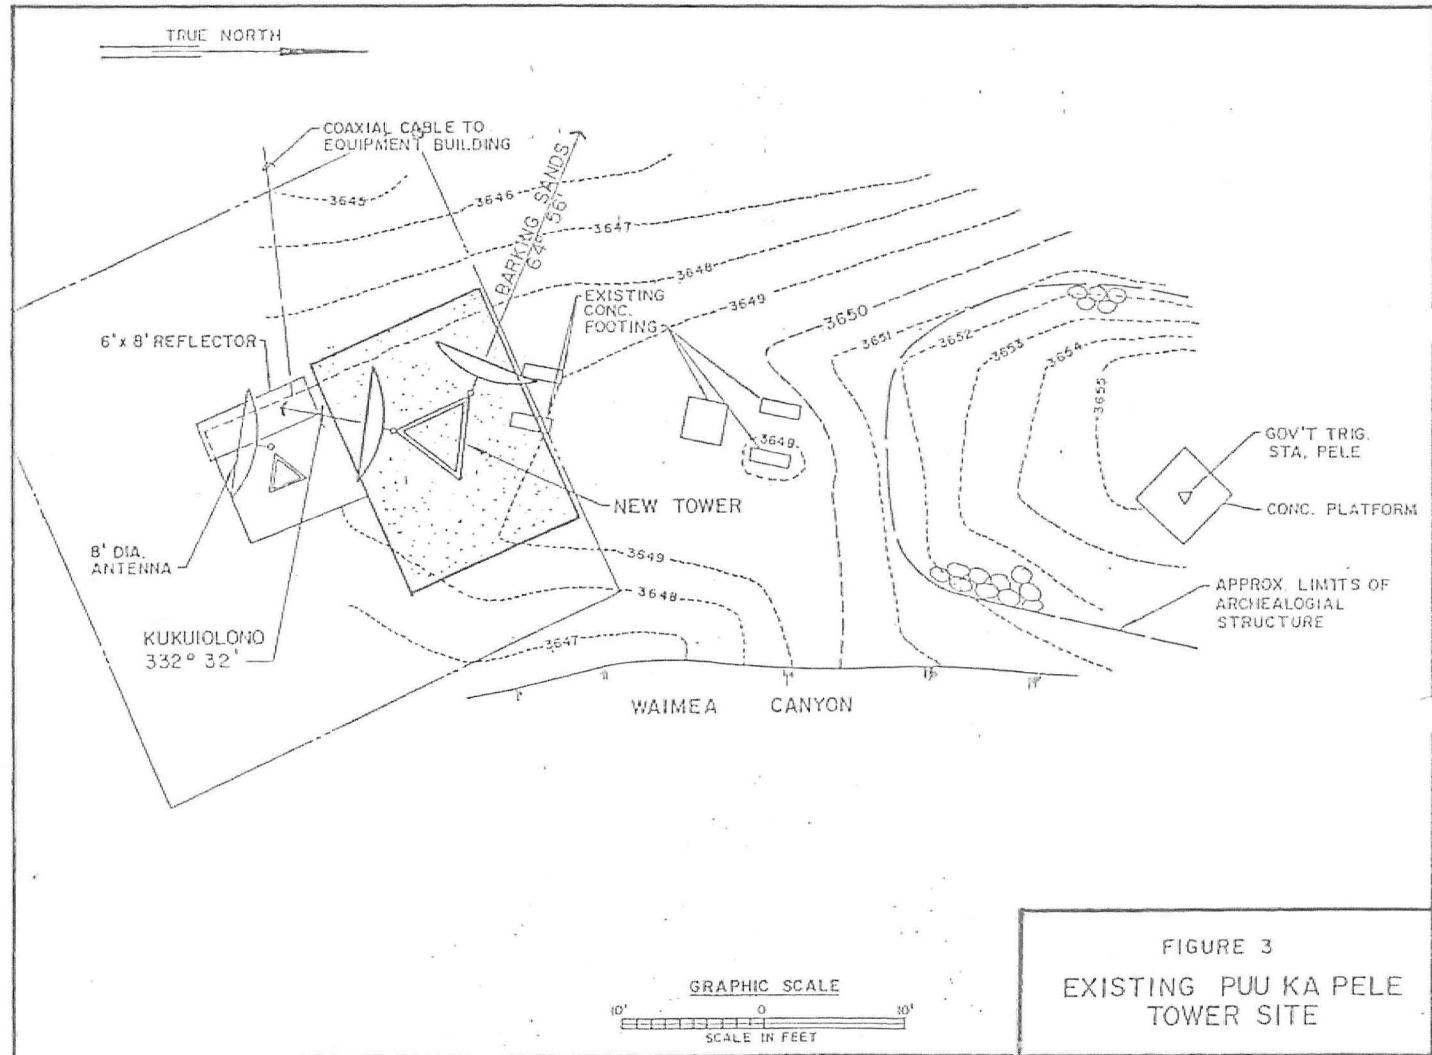 TRUE NORTH
COAXIAL CABLE TO
EQUIPMENT BUILDING
BARKING SANDS
64° 56'
3645
3646
3647
3648
3649
3650
3651
3652
3653
3654
3655
EXISTING
CONC.
FOOTING
6' x 8' REFLECTOR
3649
GOV'T TRIG.
STA. PELE
CONC. PLATFORM
NEW TOWER
8' DIA.
ANTENNA
3649
3648
3647
APPROX. LIMITS OF
ARCHEALOGIAL
STRUCTURE
KUKUIOLONO
332° 32'
WAIMEA CANYON
GRAPHIC SCALE
10' 0 10'
SCALE IN FEET
FIGURE 3
EXISTING PUU KA PELE
TOWER SITE